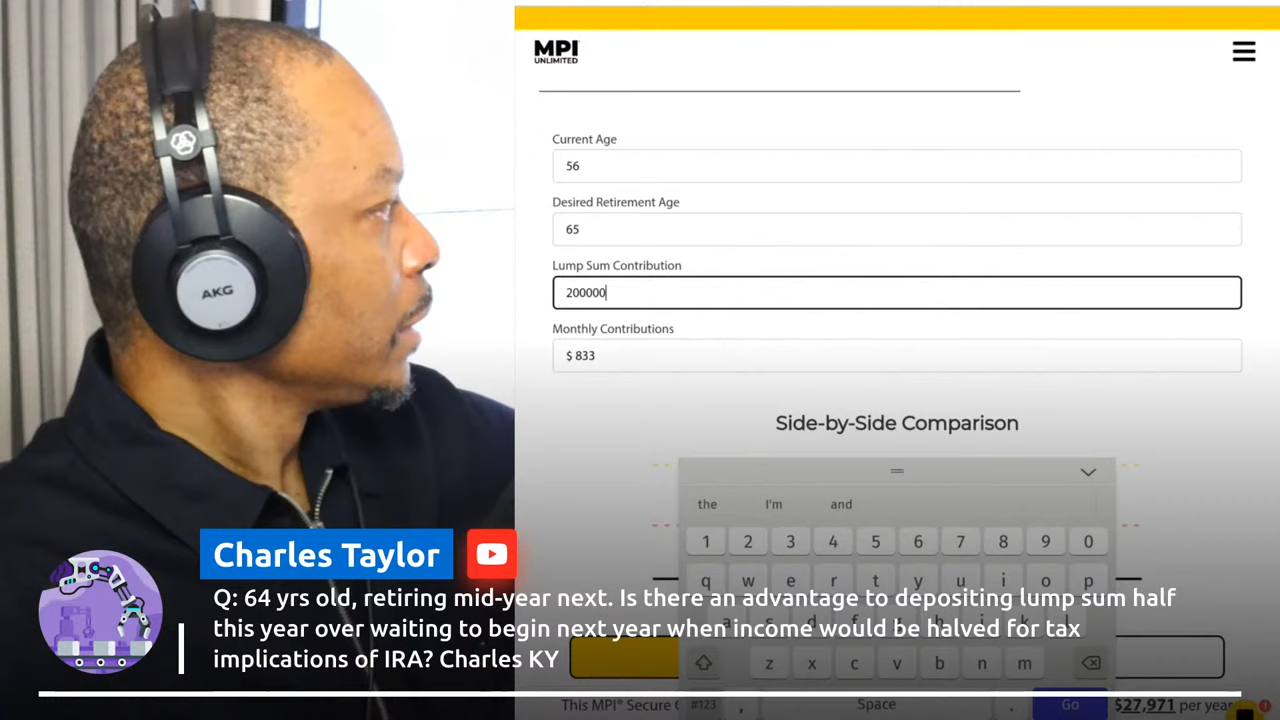 AKG
MPI
UNLIMITED
Current Age
56
Desired Retirement Age
65
Lump Sum Contribution
200000
Monthly Contributions
$ 833
Side-by-Side Comparison
the I'm and
1 2 3 4 5 6 7 8 9 0
q w e r t y u i o p
a s d f g h j k l
z x c v b n m
#123 , Space . Go
This MPI® Secure
$27,971 per year
Charles Taylor
Q: 64 yrs old, retiring mid-year next. Is there an advantage to depositing lump sum half
this year over waiting to begin next year when income would be halved for tax
implications of IRA? Charles KY